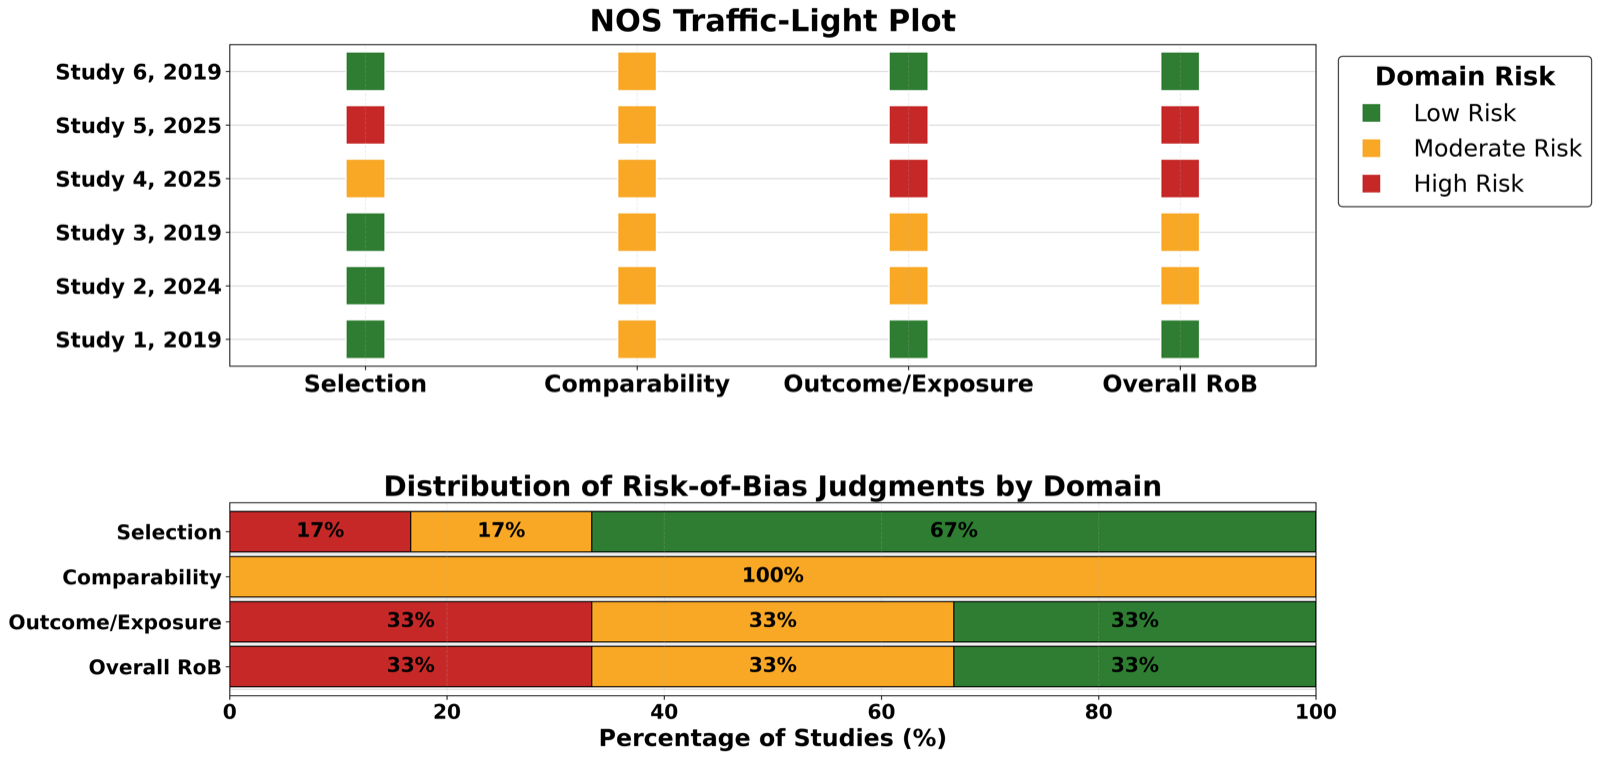 NOS Traffic-Light Plot
Study 6, 2019
Study 5, 2025
Study 4, 2025
Study 3, 2019
Study 2, 2024
Study 1, 2019
Selection Comparability Outcome/Exposure Overall RoB
Domain Risk
Low Risk
Moderate Risk
High Risk
Distribution of Risk-of-Bias Judgments by Domain
Selection 17% 17% 67%
Comparability 100%
Outcome/Exposure 33% 33% 33%
Overall RoB 33% 33% 33%
0 20 40 60 80 100
Percentage of Studies (%)